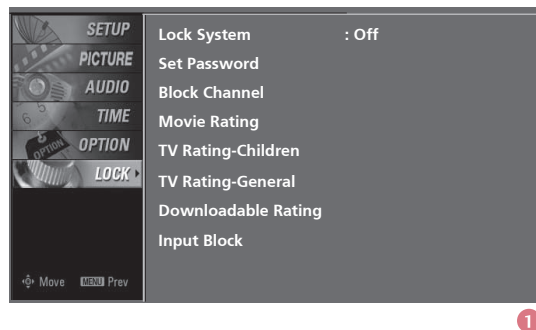 SETUP
PICTURE
AUDIO
TIME
OPTION
LOCK
Move MENU Prev
Lock System : Off
Set Password
Block Channel
Movie Rating
TV Rating-Children
TV Rating-General
Downloadable Rating
Input Block
1